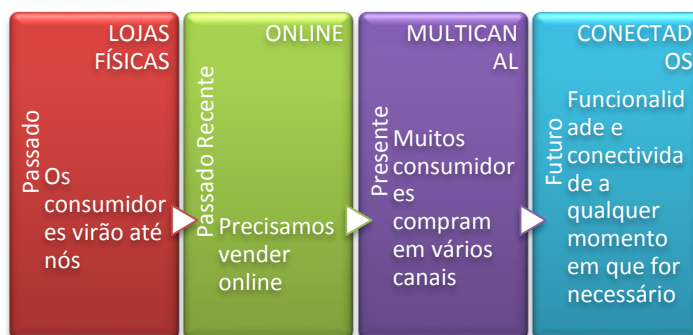 LOJAS
FÍSICAS
Passado
Os
consumidor
es virão até
nós
ONLINE
Passado Recente
Precisamos
vender
online
MULTICAN
AL
Presente
Muitos
consumidor
es
compram
em vários
canais
CONECTAD
OS
Futuro
Funcionalid
ade e
conectivida
de a
qualquer
momento
em que for
necessário